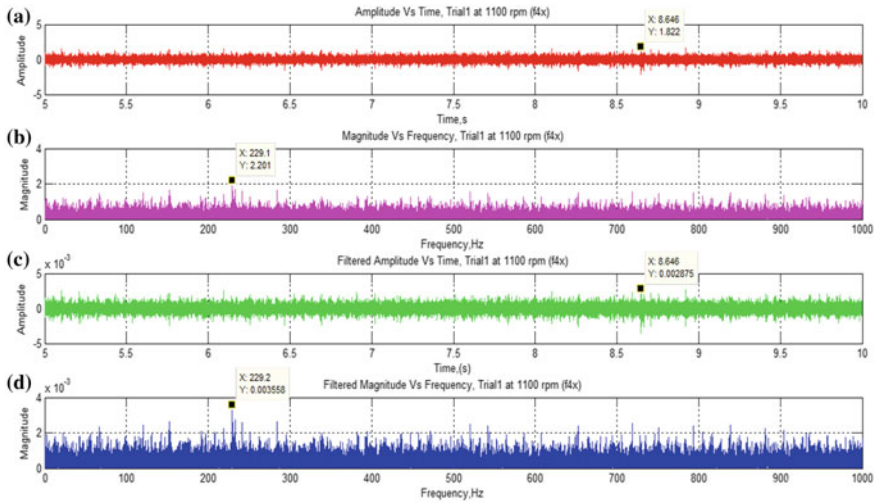 (a)
Amplitude Vs Time, Trial1 at 1100 rpm (f4x)
X: 8.646
Y: 1.822
Amplitude
5
0
-5
5 5.5 6 6.5 7 7.5 8 8.5 9 9.5 10
Time,s
(b)
Magnitude Vs Frequency, Trial1 at 1100 rpm (f4x)
X: 229.1
Y: 2.201
Magnitude
4
2
0
0 100 200 300 400 500 600 700 800 900 1000
Frequency,Hz
(c)
x 10-3
Filtered Amplitude Vs Time, Trial1 at 1100 rpm (f4x)
X: 8.646
Y: 0.002875
Amplitude
5
0
-5
5 5.5 6 6.5 7 7.5 8 8.5 9 9.5 10
Time,(s)
(d)
x 10-3
X: 229.2
Y: 0.003558
Filtered Magnitude Vs Frequency, Trial1 at 1100 rpm (f4x)
Magnitude
4
2
0
0 100 200 300 400 500 600 700 800 900 1000
Frequency,Hz